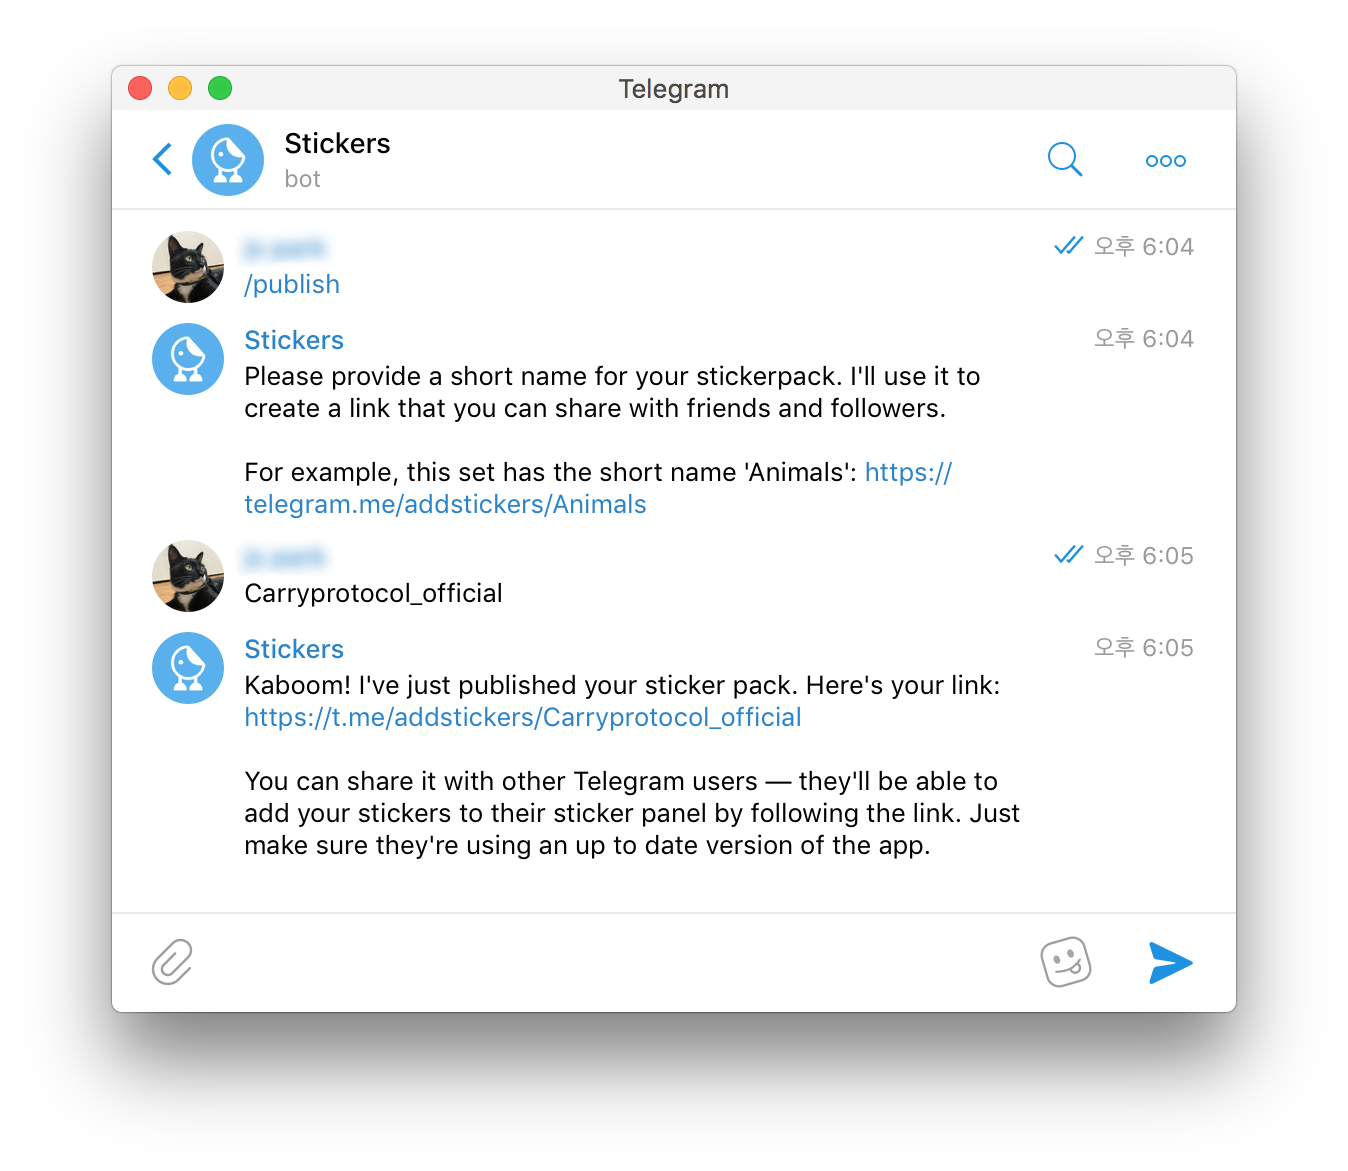 Telegram
Stickers
bot
오후 6:04
/publish
Stickers
오후 6:04
Please provide a short name for your stickerpack. I'll use it to
create a link that you can share with friends and followers.
For example, this set has the short name 'Animals': https://
telegram.me/addstickers/Animals
오후 6:05
Carryprotocol_official
Stickers
오후 6:05
Kaboom! I've just published your sticker pack. Here's your link:
https://t.me/addstickers/Carryprotocol_official
You can share it with other Telegram users — they'll be able to
add your stickers to their sticker panel by following the link. Just
make sure they're using an up to date version of the app.